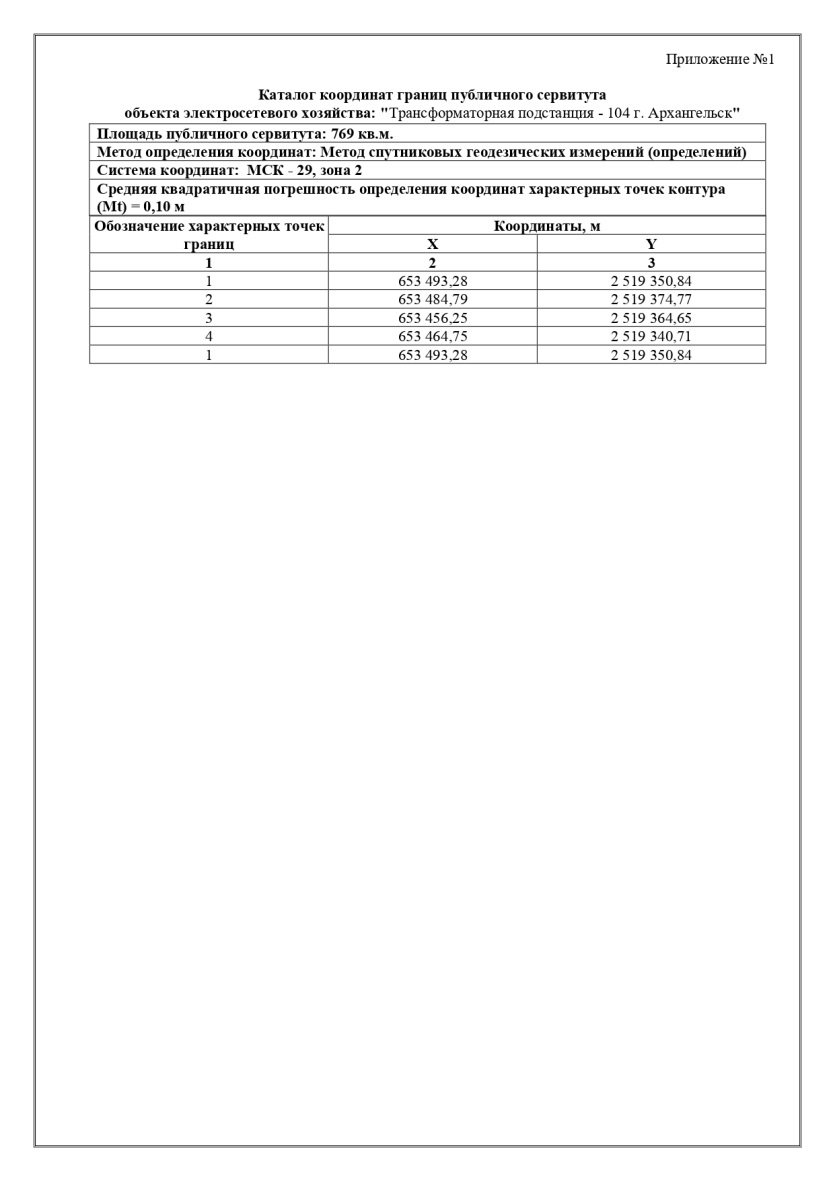 Приложение №1
Каталог координат границ публичного сервитута
объекта электросетевого хозяйства: "Трансформаторная подстанция - 104 г. Архангельск"
Площадь публичного сервитута: 769 кв.м.
Метод определения координат: Метод спутниковых геодезических измерений (определений)
Система координат: МСК - 29, зона 2
Средняя квадратичная погрешность определения координат характерных точек контура
(Mt) = 0,10 м
Обозначение характерных точек границ Координаты, м
X Y
1 2 3
1 653 493,28 2 519 350,84
2 653 484,79 2 519 374,77
3 653 456,25 2 519 364,65
4 653 464,75 2 519 340,71
1 653 493,28 2 519 350,84